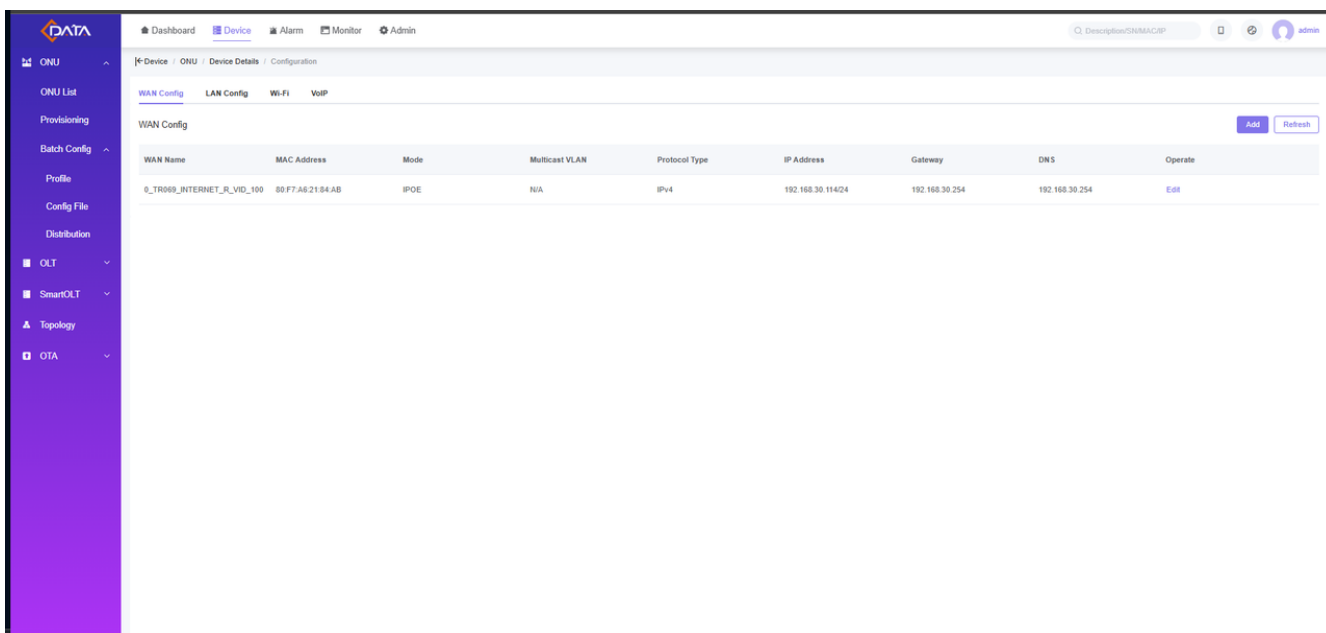 DATA
Dashboard Device Alarm Monitor Admin
Description/SN/MAC/IP
admin
ONU
ONU List
Provisioning
Batch Config
Profile
Config File
Distribution
OLT
SmartOLT
Topology
OTA
Device / ONU / Device Details / Configuration
WAN Config LAN Config Wi-Fi VoIP
WAN Config
Add Refresh
WAN Name MAC Address Mode Multicast VLAN Protocol Type IP Address Gateway DNS Operate
0_TR069_INTERNET_R_VID_100 80:F7:A6:21:84:AB IPOE N/A IPv4 192.168.30.114/24 192.168.30.254 192.168.30.254 Edit